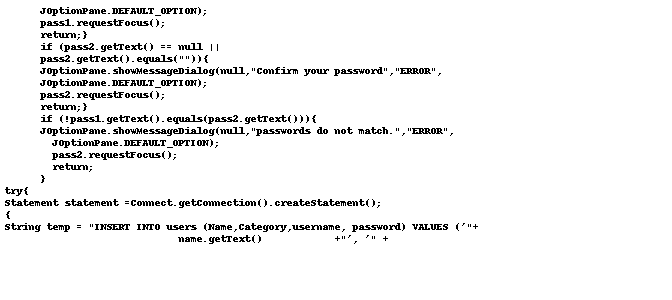 JOptionPane.DEFAULT_OPTION);
pass1.requestFocus();
return;}
if (pass2.getText() == null ||
pass2.getText().equals("")){
JOptionPane.showMessageDialog(null,"Confirm your password","ERROR",
JOptionPane.DEFAULT_OPTION);
pass2.requestFocus();
return;}
if (!pass1.getText().equals(pass2.getText())){
JOptionPane.showMessageDialog(null,"passwords do not match.","ERROR",
JOptionPane.DEFAULT_OPTION);
pass2.requestFocus();
return;
}
try{
Statement statement =Connect.getConnection().createStatement();
{
String temp = "INSERT INTO users (Name,Category,username, password) VALUES ('"+
name.getText() +"', '" +